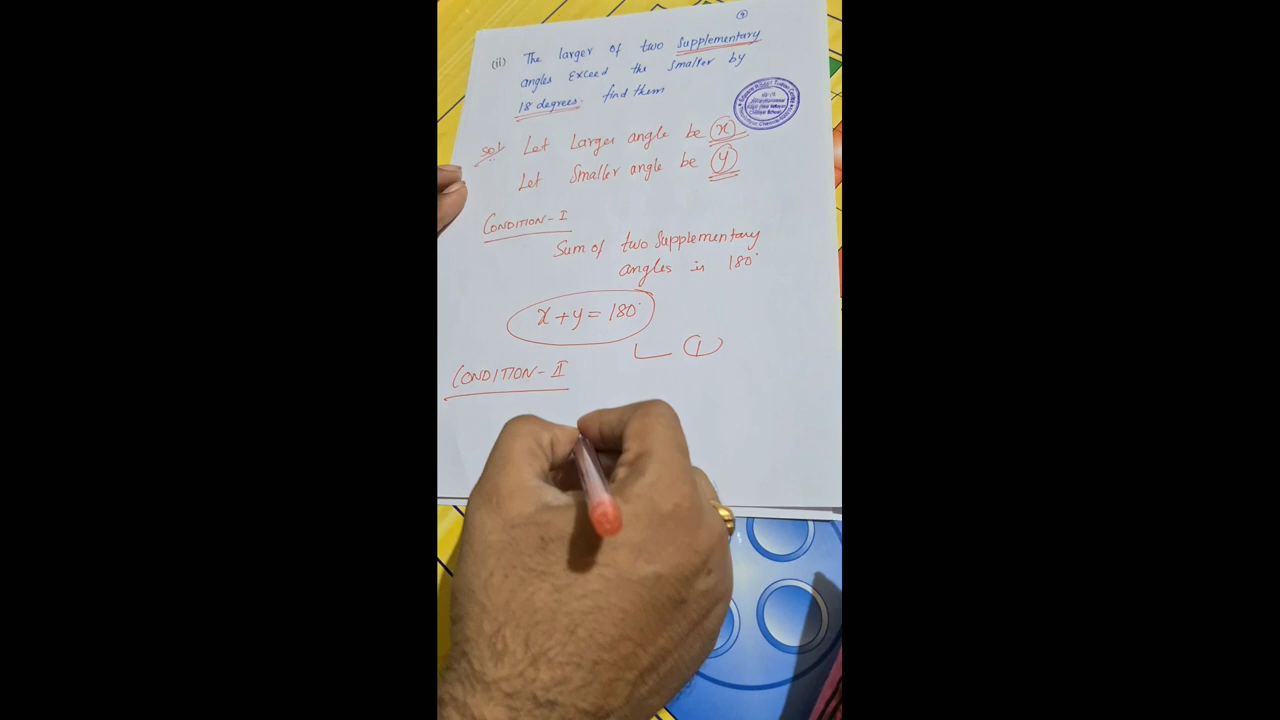 9
(ii) The larger of two supplementary
angles exceed the smaller by
18 degrees. find them
Sol Let Larger angle be x
Let Smaller angle be y
CONDITION - I
Sum of two supplementary
angles is 180°
x + y = 180°
1
CONDITION - II